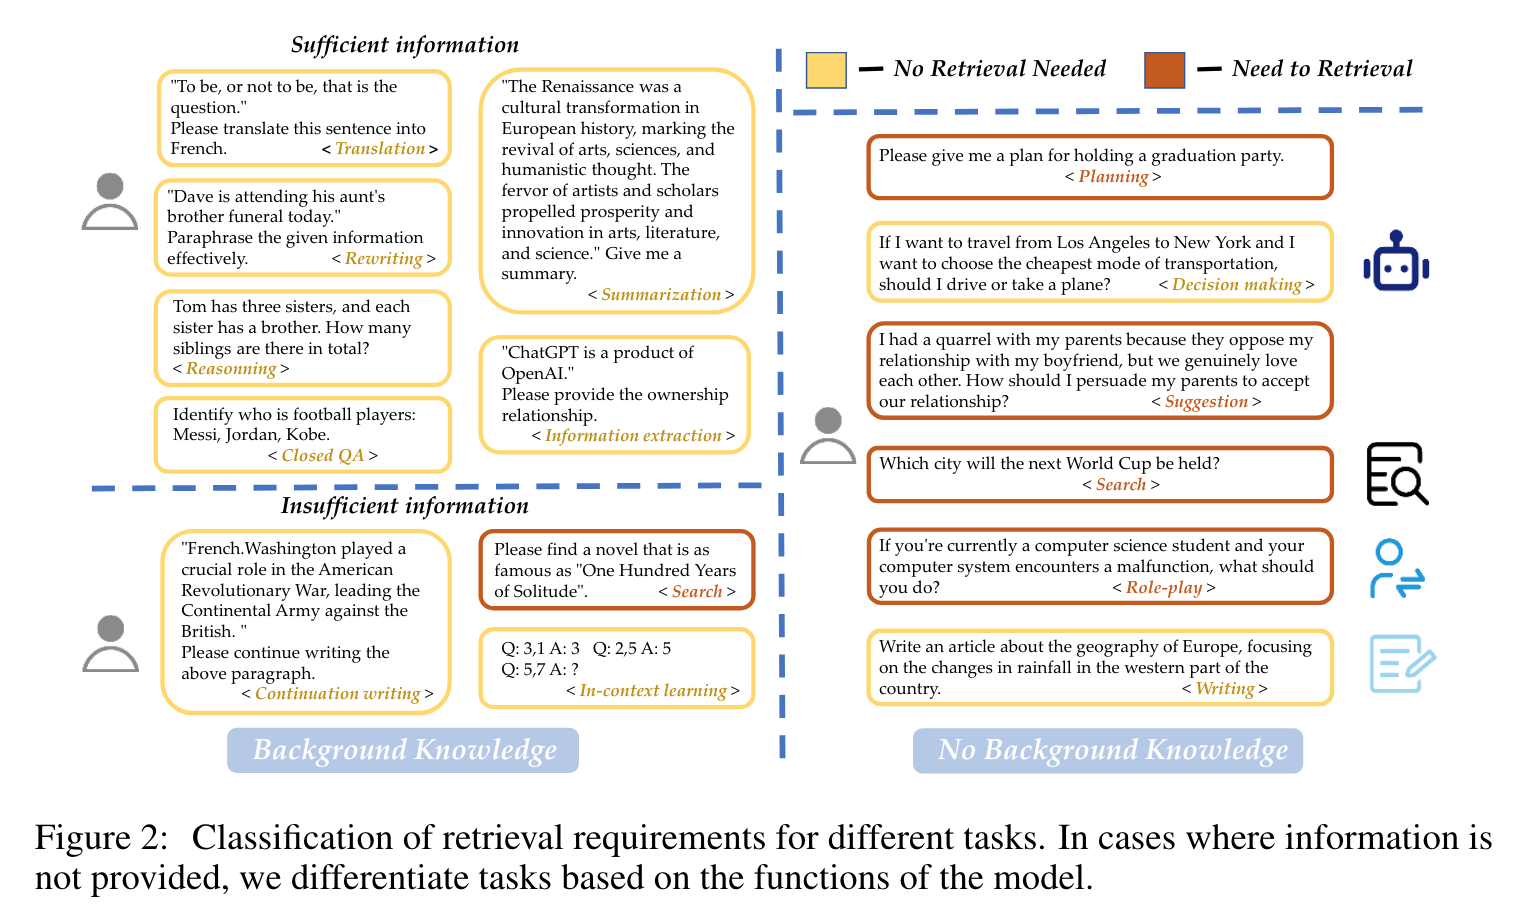 Sufficient information
"To be, or not to be, that is the
question."
Please translate this sentence into
French. < Translation >
"Dave is attending his aunt's
brother funeral today."
Paraphrase the given information
effectively. < Rewriting >
Tom has three sisters, and each
sister has a brother. How many
siblings are there in total?
< Reasonning >
Identify who is football players:
Messi, Jordan, Kobe.
< Closed QA >
"The Renaissance was a
cultural transformation in
European history, marking the
revival of arts, sciences, and
humanistic thought. The
fervor of artists and scholars
propelled prosperity and
innovation in arts, literature,
and science." Give me a
summary.
< Summarization >
"ChatGPT is a product of
OpenAI."
Please provide the ownership
relationship.
< Information extraction >
Insufficient information
"French.Washington played a
crucial role in the American
Revolutionary War, leading the
Continental Army against the
British. "
Please continue writing the
above paragraph.
< Continuation writing >
Please find a novel that is as
famous as "One Hundred Years
of Solitude". < Search >
Q: 3,1 A: 3 Q: 2,5 A: 5
Q: 5,7 A: ?
< In-context learning >
Background Knowledge
No Retrieval Needed
Need to Retrieval
Please give me a plan for holding a graduation party.
< Planning >
If I want to travel from Los Angeles to New York and I
want to choose the cheapest mode of transportation,
should I drive or take a plane? < Decision making >
I had a quarrel with my parents because they oppose my
relationship with my boyfriend, but we genuinely love
each other. How should I persuade my parents to accept
our relationship? < Suggestion >
Which city will the next World Cup be held?
< Search >
If you're currently a computer science student and your
computer system encounters a malfunction, what should
you do? < Role-play >
Write an article about the geography of Europe, focusing
on the changes in rainfall in the western part of the
country. < Writing >
No Background Knowledge
Figure 2: Classification of retrieval requirements for different tasks. In cases where information is
not provided, we differentiate tasks based on the functions of the model.